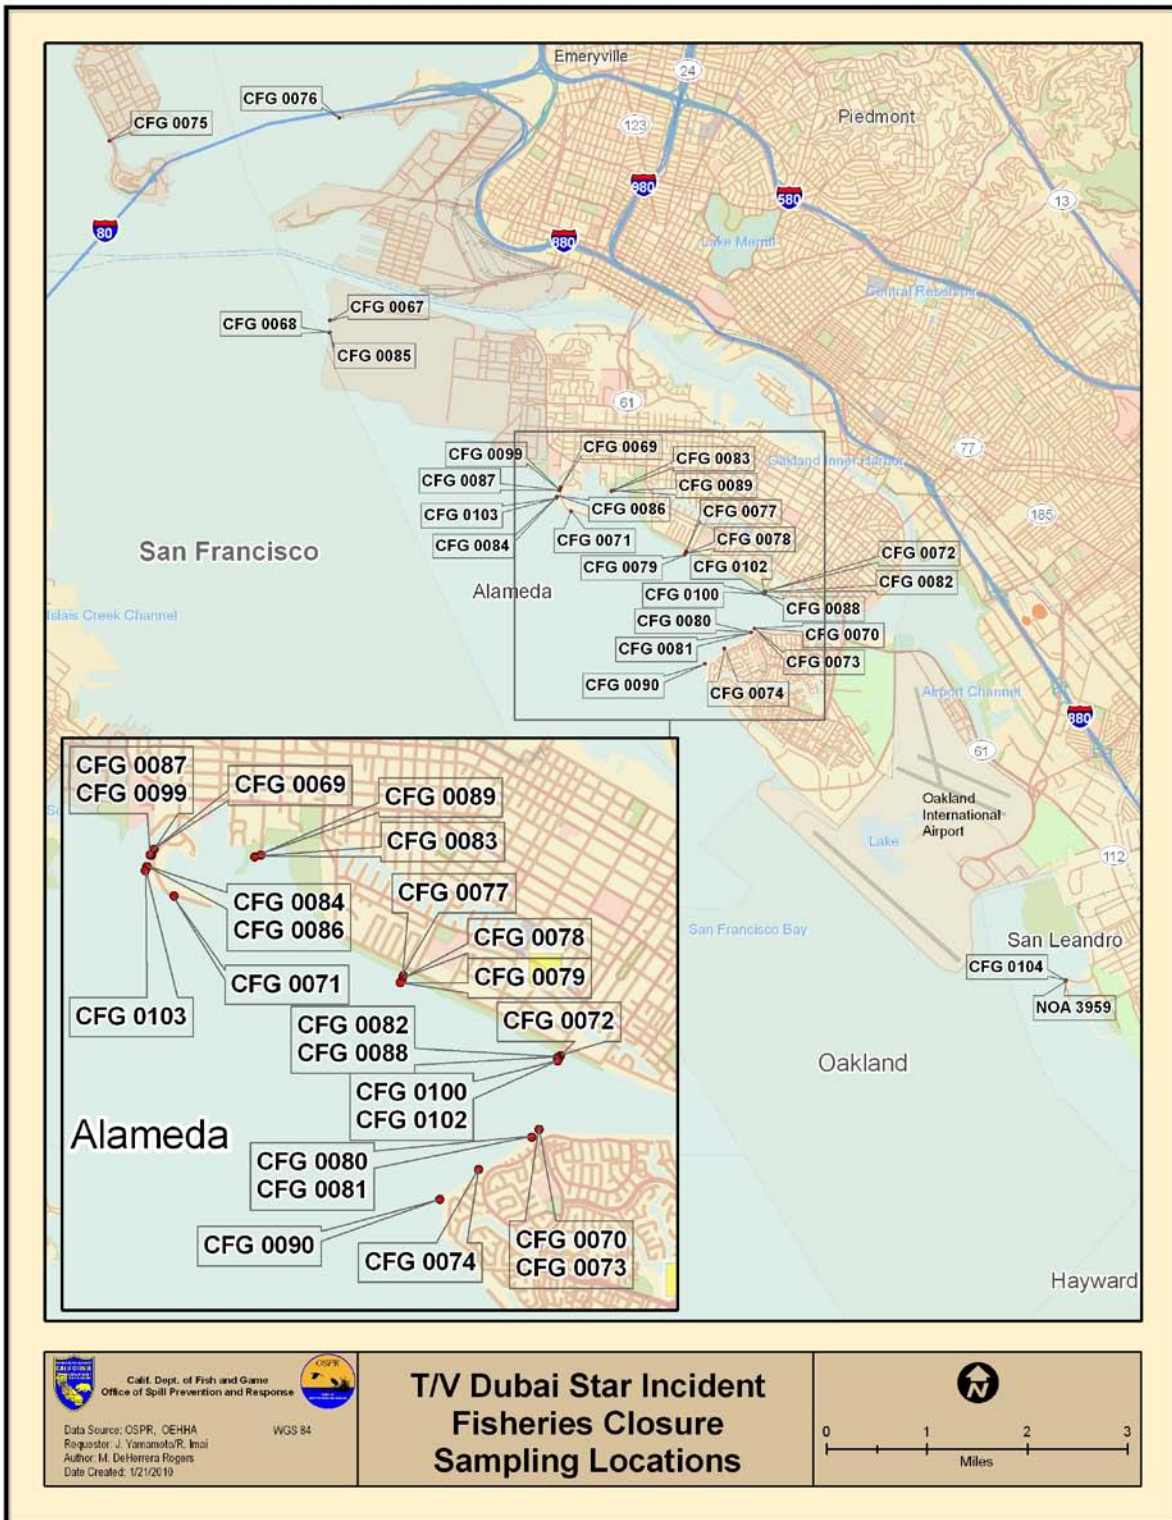 Emeryville
24
CFG 0076
Piedmont
CFG 0075
123
980
580
13
80
880
Lake Merritt
Central Reservoir
CFG 0067
CFG 0068
CFG 0085
61
CFG 0069
CFG 0099
CFG 0083
77
Oakland Inner Harbor
CFG 0087
CFG 0089
CFG 0086
CFG 0077
CFG 0103
185
CFG 0084
CFG 0071
CFG 0078
San Francisco
CFG 0079
CFG 0102
CFG 0072
CFG 0082
Alameda
CFG 0100
CFG 0088
Islais Creek Channel
CFG 0080
CFG 0070
CFG 0081
CFG 0073
CFG 0090
CFG 0074
Airport Channel
880
61
CFG 0087
CFG 0099
CFG 0069
CFG 0089
CFG 0083
Oakland
International
Airport
Lake
112
CFG 0077
CFG 0084
CFG 0086
CFG 0078
San Francisco Bay
San Leandro
CFG 0071
CFG 0079
CFG 0104
NOA 3959
CFG 0103
CFG 0082
CFG 0088
CFG 0072
Oakland
CFG 0100
CFG 0102
Alameda
CFG 0080
CFG 0081
CFG 0090
CFG 0074
CFG 0070
CFG 0073
Hayward
Calif. Dept. of Fish and Game
Office of Spill Prevention and Response
OSPR
Data Source: OSPR, OEHHA WGS 84
Requestor: J. Yamamoto/R. Imai
Author: M. DeHerrera Rogers
Date Created: 1/21/2010
T/V Dubai Star Incident
Fisheries Closure
Sampling Locations
N
0 1 2 3
Miles